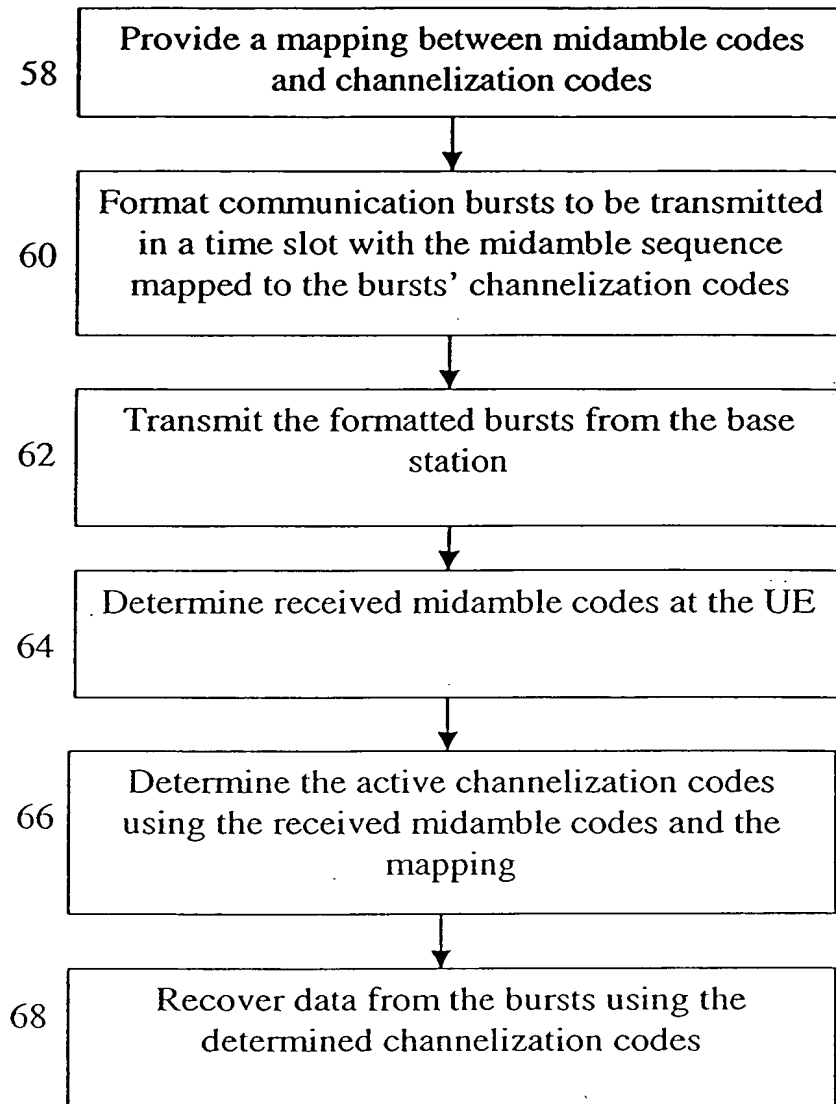 Provide a mapping between midamble codes
58
and channelization codes
Format communication bursts to be transmitted
60
in a time slot with the midamble sequence
mapped to the bursts' channelization codes
Transmit the formatted bursts from the base
62
station
Determine received midamble codes at the UE
64
Determine the active channelization codes
66
using the received midamble codes and the
mapping
Recover data from the bursts using the
68
determined channelization codes